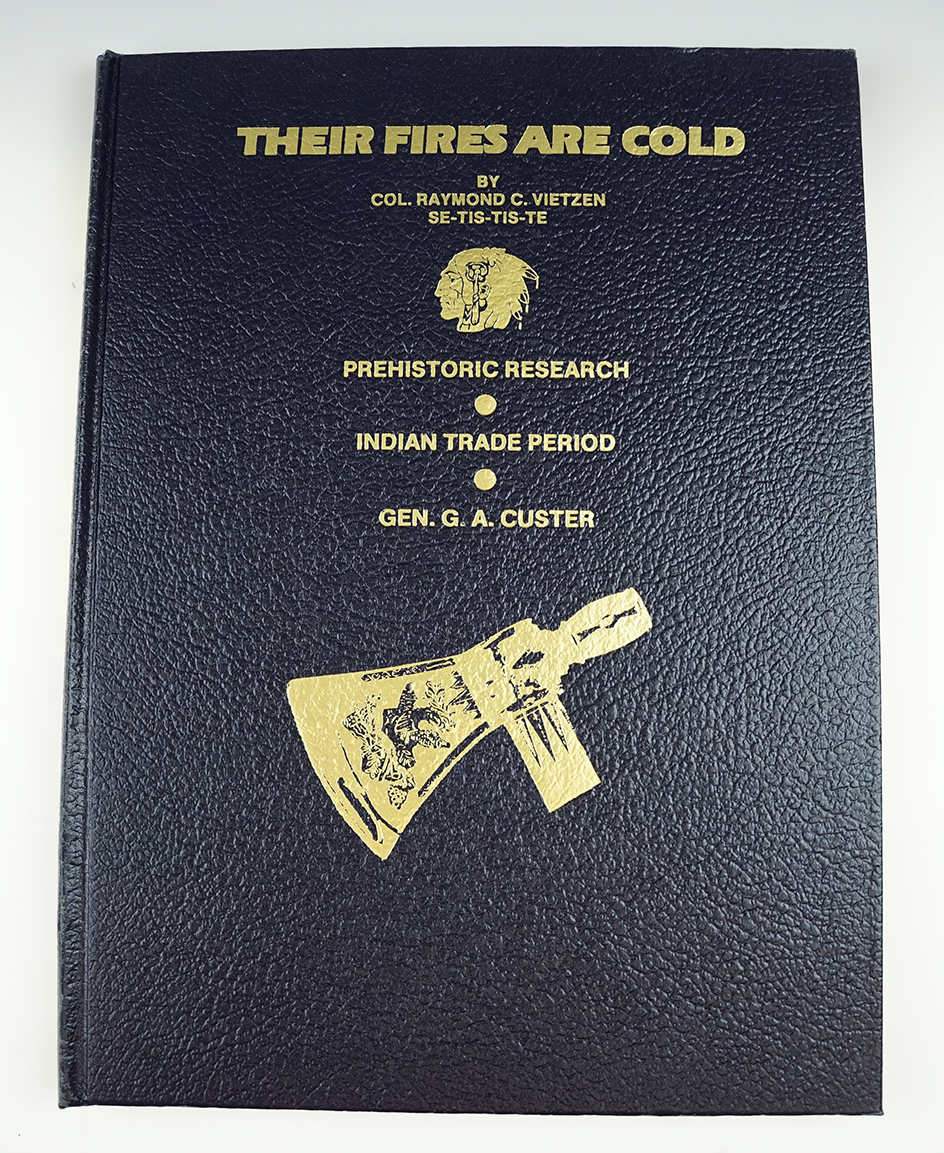 THEIR FIRES ARE COLD
BY
COL. RAYMOND C. VIETZEN
SE-TIS-TIS-TE
PREHISTORIC RESEARCH
INDIAN TRADE PERIOD
GEN. G. A. CUSTER